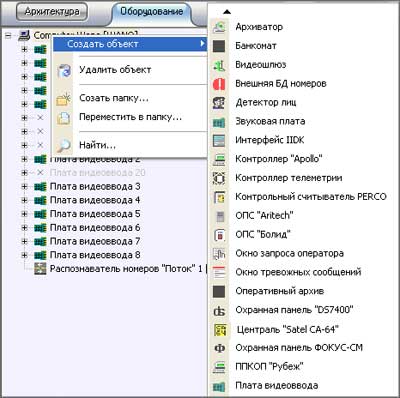 Архитектура
Оборудование
Создать объект
Удалить объект
Созать папку...
Переместить в папку...
Найти...
Плата видеоввода 2
Плата видеоввода 20
Плата видеоввода 3
Плата видеоввода 4
Плата видеоввода 5
Плата видеоввода 6
Плата видеоввода 7
Плата видеоввода 8
Распознаватель номеров "Поток" 1
Архиватор
Банкомат
Видеошлюз
Внешняя БД номеров
Детектор лиц
Звуковая плата
Интерфейс IIDK
Контроллер "Apollo"
Контроллер телеметрии
Контрольный считыватель PERCO
ОПС "Aritech"
ОПС "Болид"
Окно запроса оператора
Окно тревожных сообщений
Оперативный архив
Охранная панель "DS7400"
Централь "Satel CA-64"
Охранная панель ФОКУС-СМ
ППКОП "Рубеж"
Плата видеоввода